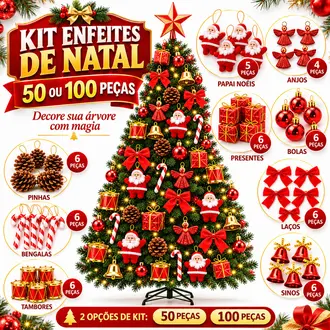 KIT ENFEITES
DE NATAL
50 OU 100 PEÇAS
Decore sua árvore
com magia
5
PEÇAS
PAPAI NOÉIS
4
PEÇAS
ANJOS
6
PEÇAS
PRESENTES
6
PEÇAS
BOLAS
6
PEÇAS
PINHAS
6
PEÇAS
LAÇOS
6
PEÇAS
BENGALAS
6
PEÇAS
SINOS
6
PEÇAS
TAMBORES
2 OPÇÕES DE KIT: 50 PEÇAS 100 PEÇAS